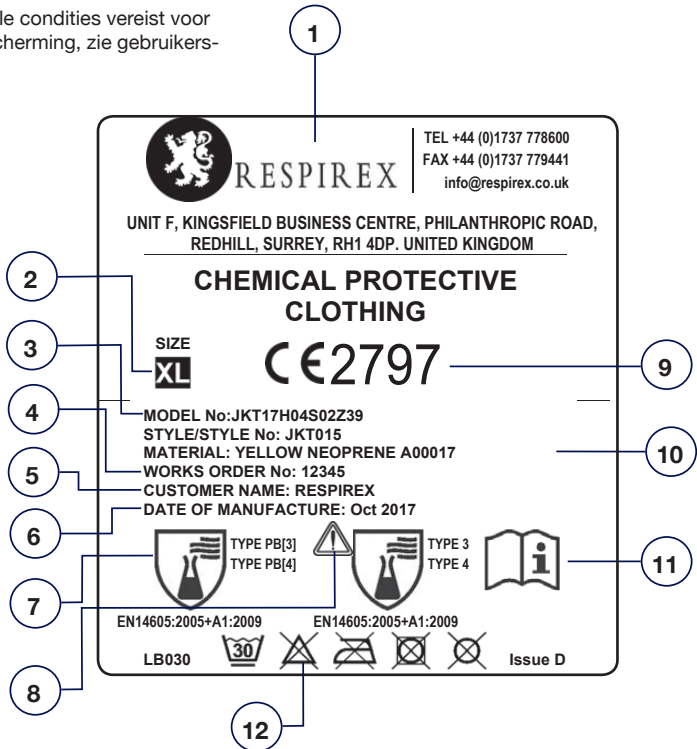 le condities vereist voor
cherming, zie gebruikers-
1
RESPIREX
TEL +44 (0)1737 778600
FAX +44 (0)1737 779441
info@respirex.co.uk
UNIT F, KINGSFIELD BUSINESS CENTRE, PHILANTHROPIC ROAD,
REDHILL, SURREY, RH1 4DP. UNITED KINGDOM
2
CHEMICAL PROTECTIVE
CLOTHING
3
SIZE
XL
CE2797
9
4
MODEL No:JKT17H04S02Z39
STYLE/STYLE No: JKT015
MATERIAL: YELLOW NEOPRENE A00017
10
5
WORKS ORDER No: 12345
CUSTOMER NAME: RESPIREX
6
DATE OF MANUFACTURE: Oct 2017
7
TYPE PB[3]
TYPE PB[4]
TYPE 3
TYPE 4
i
11
EN14605:2005+A1:2009
EN14605:2005+A1:2009
8
LB030
30
Issue D
12